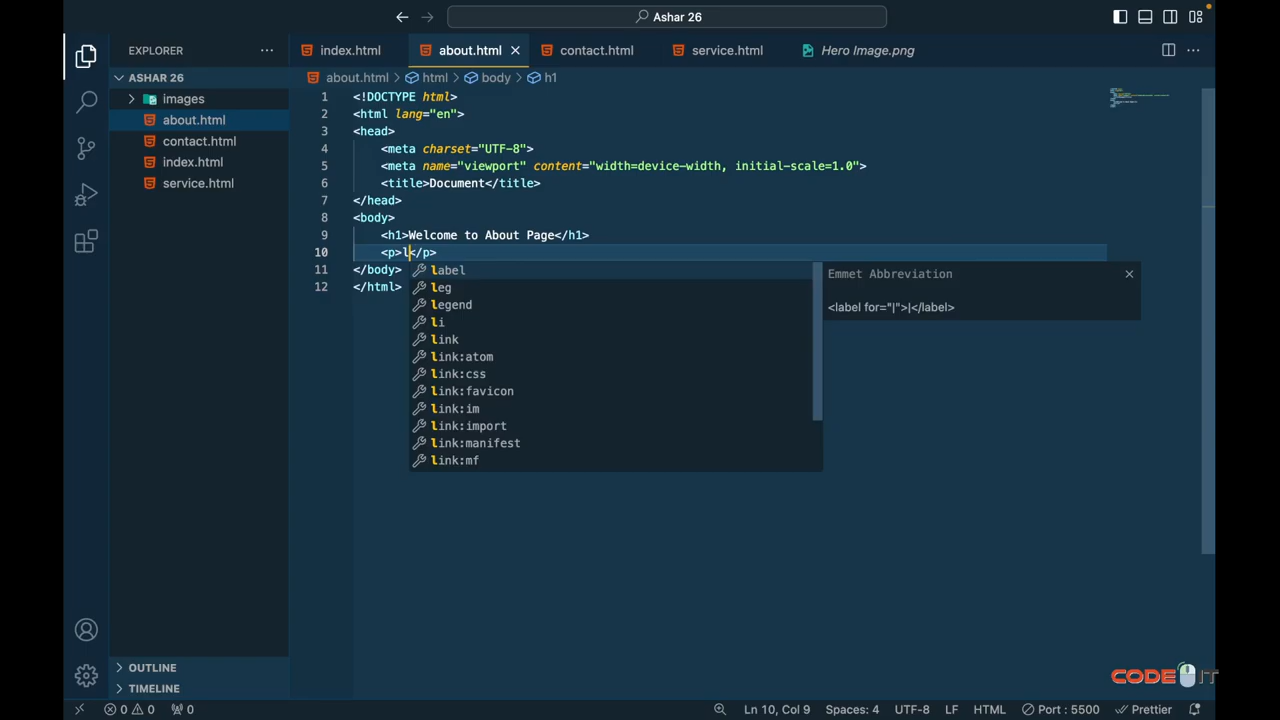 Ashar 26
EXPLORER
index.html
about.html
contact.html
service.html
Hero Image.png
ASHAR 26
images
about.html
contact.html
index.html
service.html
OUTLINE
TIMELINE
about.html > html > body > h1
1 <!DOCTYPE html>
2 <html lang="en">
3 <head>
4 <meta charset="UTF-8">
5 <meta name="viewport" content="width=device-width, initial-scale=1.0">
6 <title>Document</title>
7 </head>
8 <body>
9 <h1>Welcome to About Page</h1>
10 <p>l</p>
11 </body>
12 </html>
label
leg
legend
li
link
link:atom
link:css
link:favicon
link:im
link:import
link:manifest
link:mf
Emmet Abbreviation
<label for="|">|</label>
CODE IT
0 0 0
Ln 10, Col 9 Spaces: 4 UTF-8 LF HTML Port : 5500 Prettier